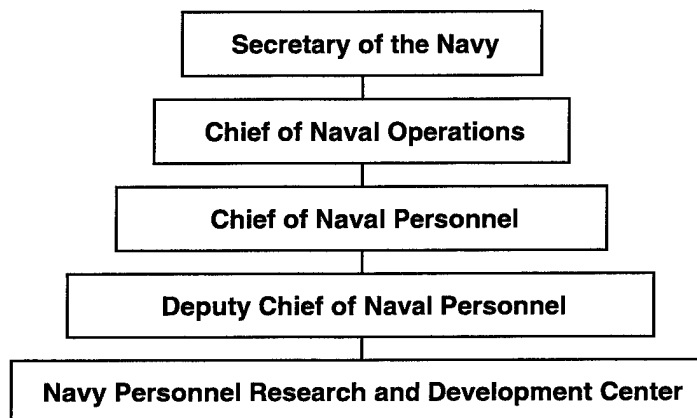 Secretary of the Navy
Chief of Naval Operations
Chief of Naval Personnel
Deputy Chief of Naval Personnel
Navy Personnel Research and Development Center